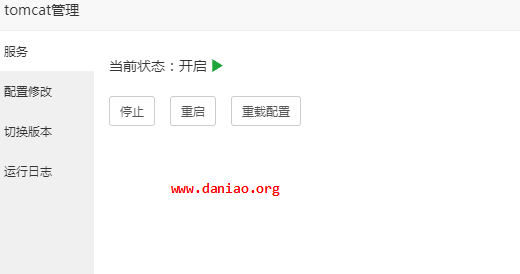 tomcat管理
服务
当前状态：开启
配置修改
停止 重启 重载配置
切换版本
运行日志
www.daniao.org